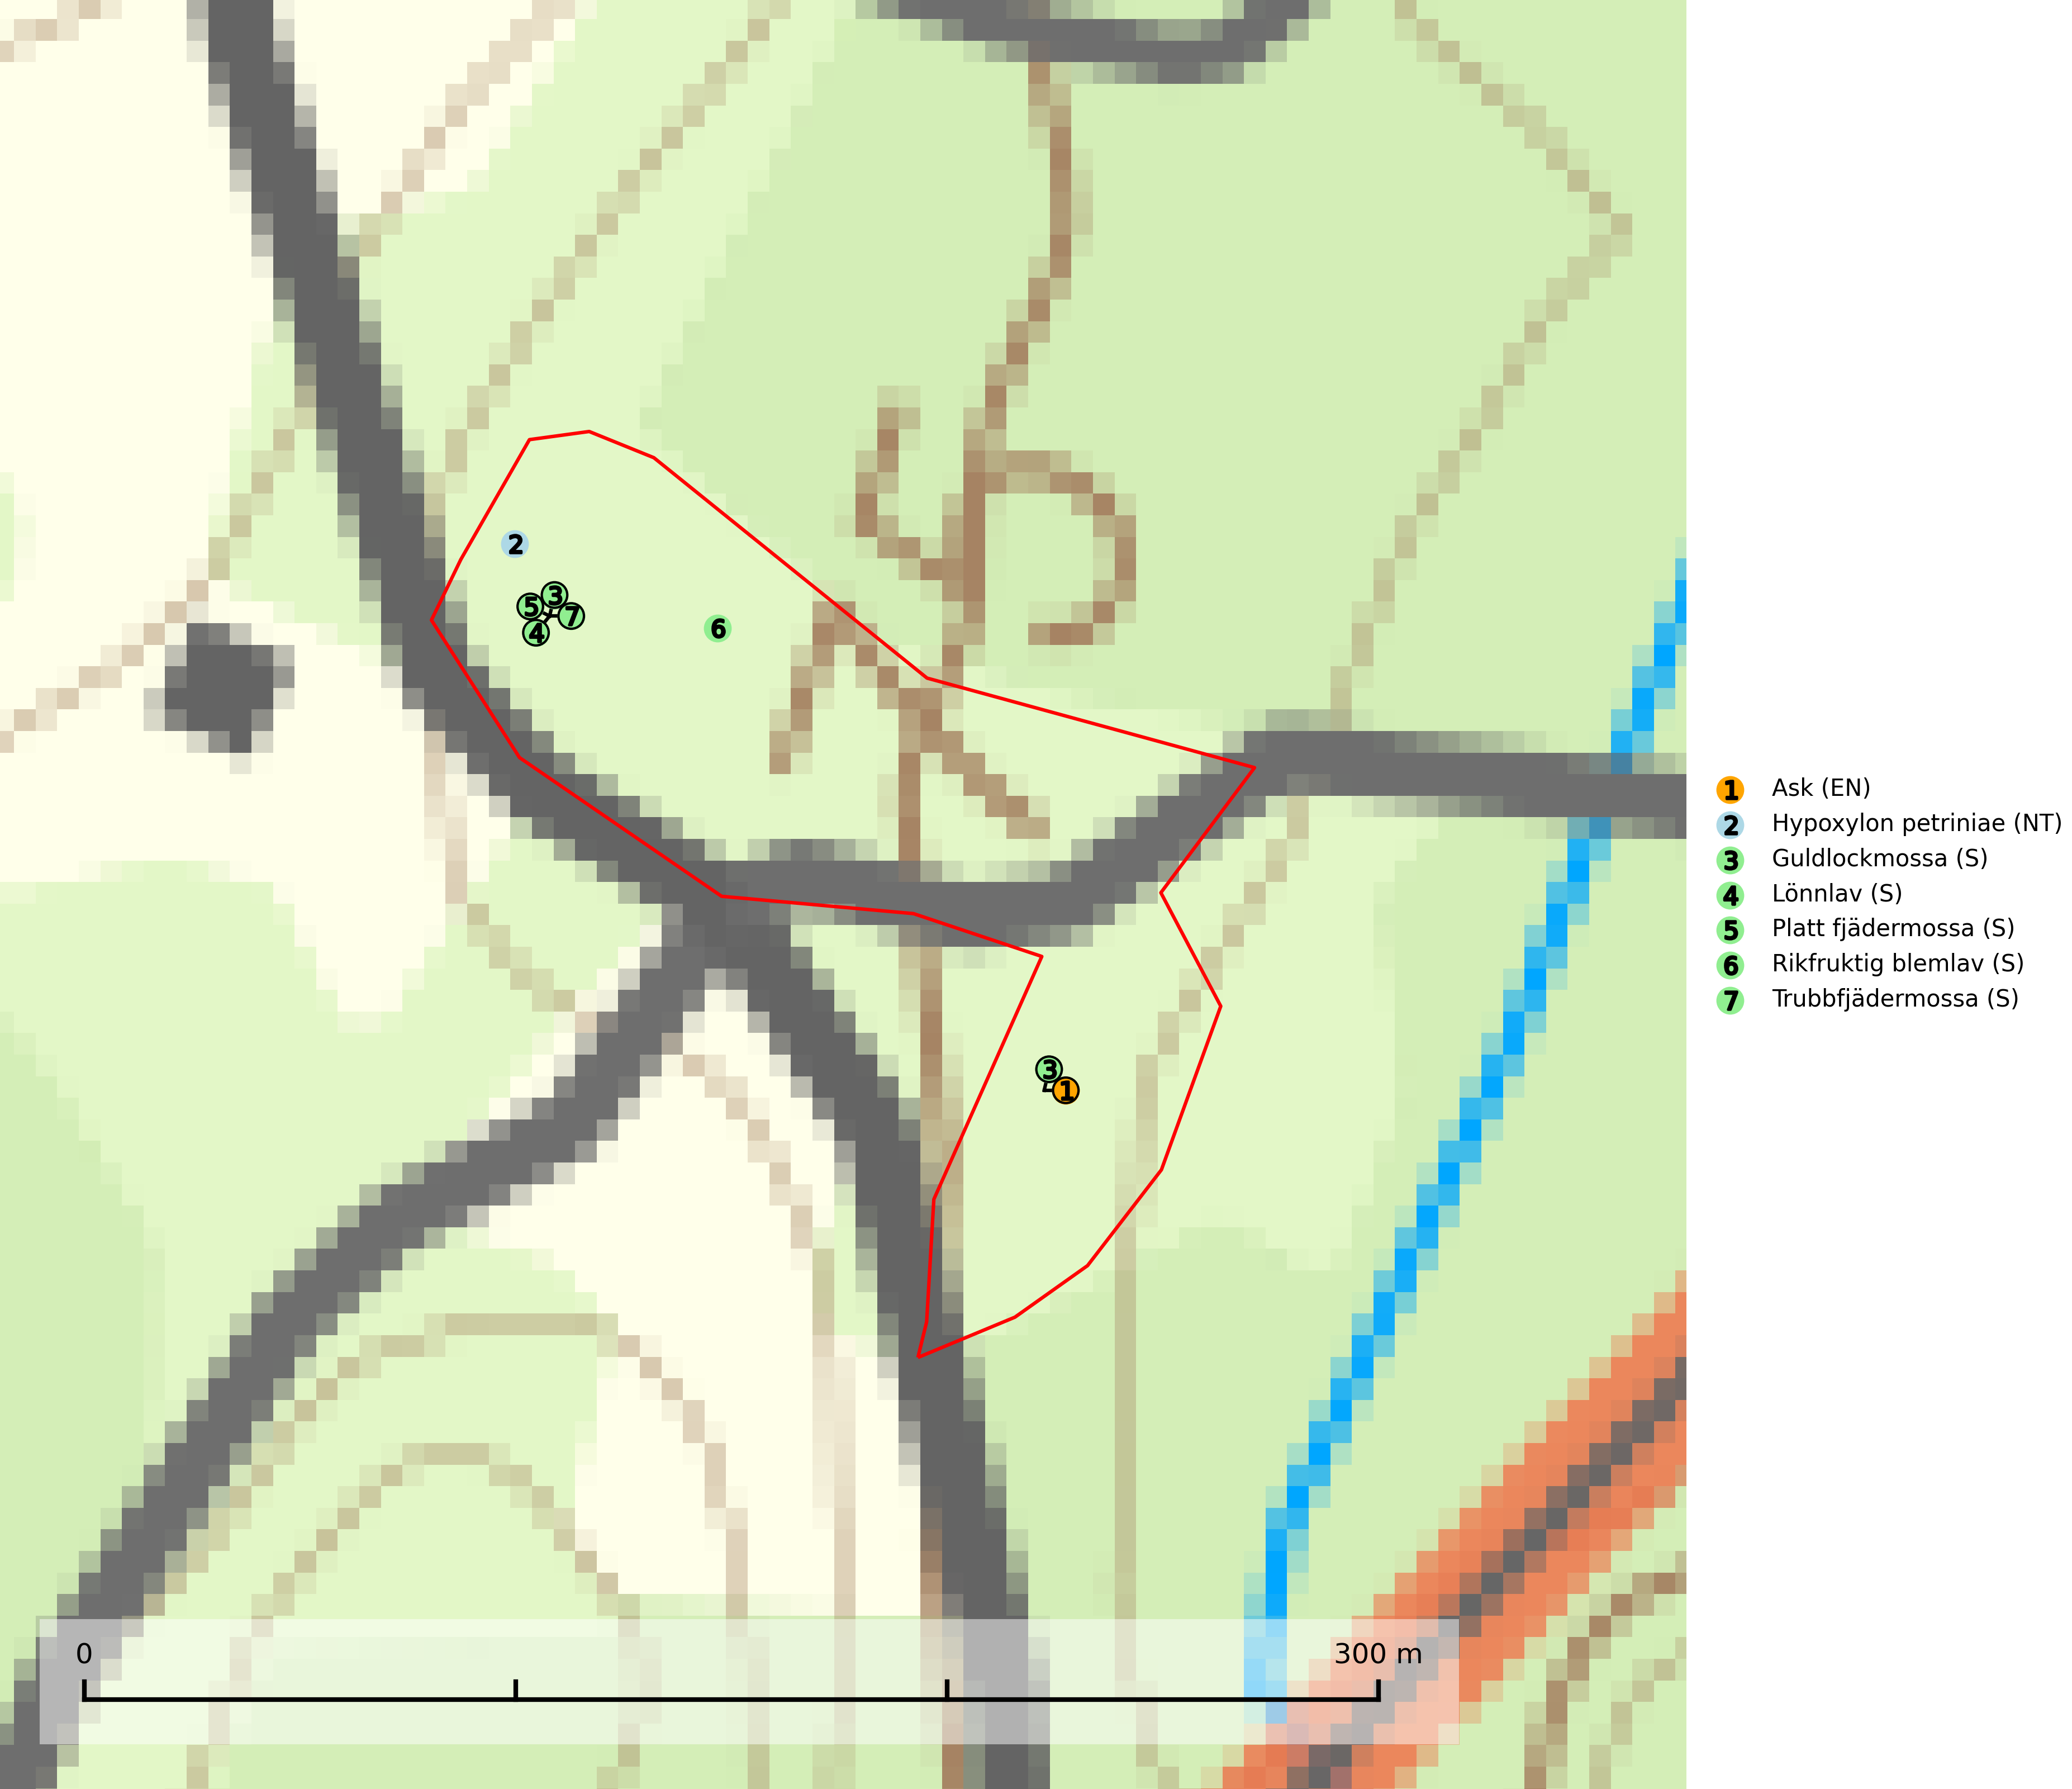 2
3
5
7
4
6
3
1
1 Ask (EN)
2 Hypoxylon petriniae (NT)
3 Guldlockmossa (S)
4 Lönnlav (S)
5 Platt fjädermossa (S)
6 Rikfruktig blemlav (S)
7 Trubbfjädermossa (S)
0 300 m